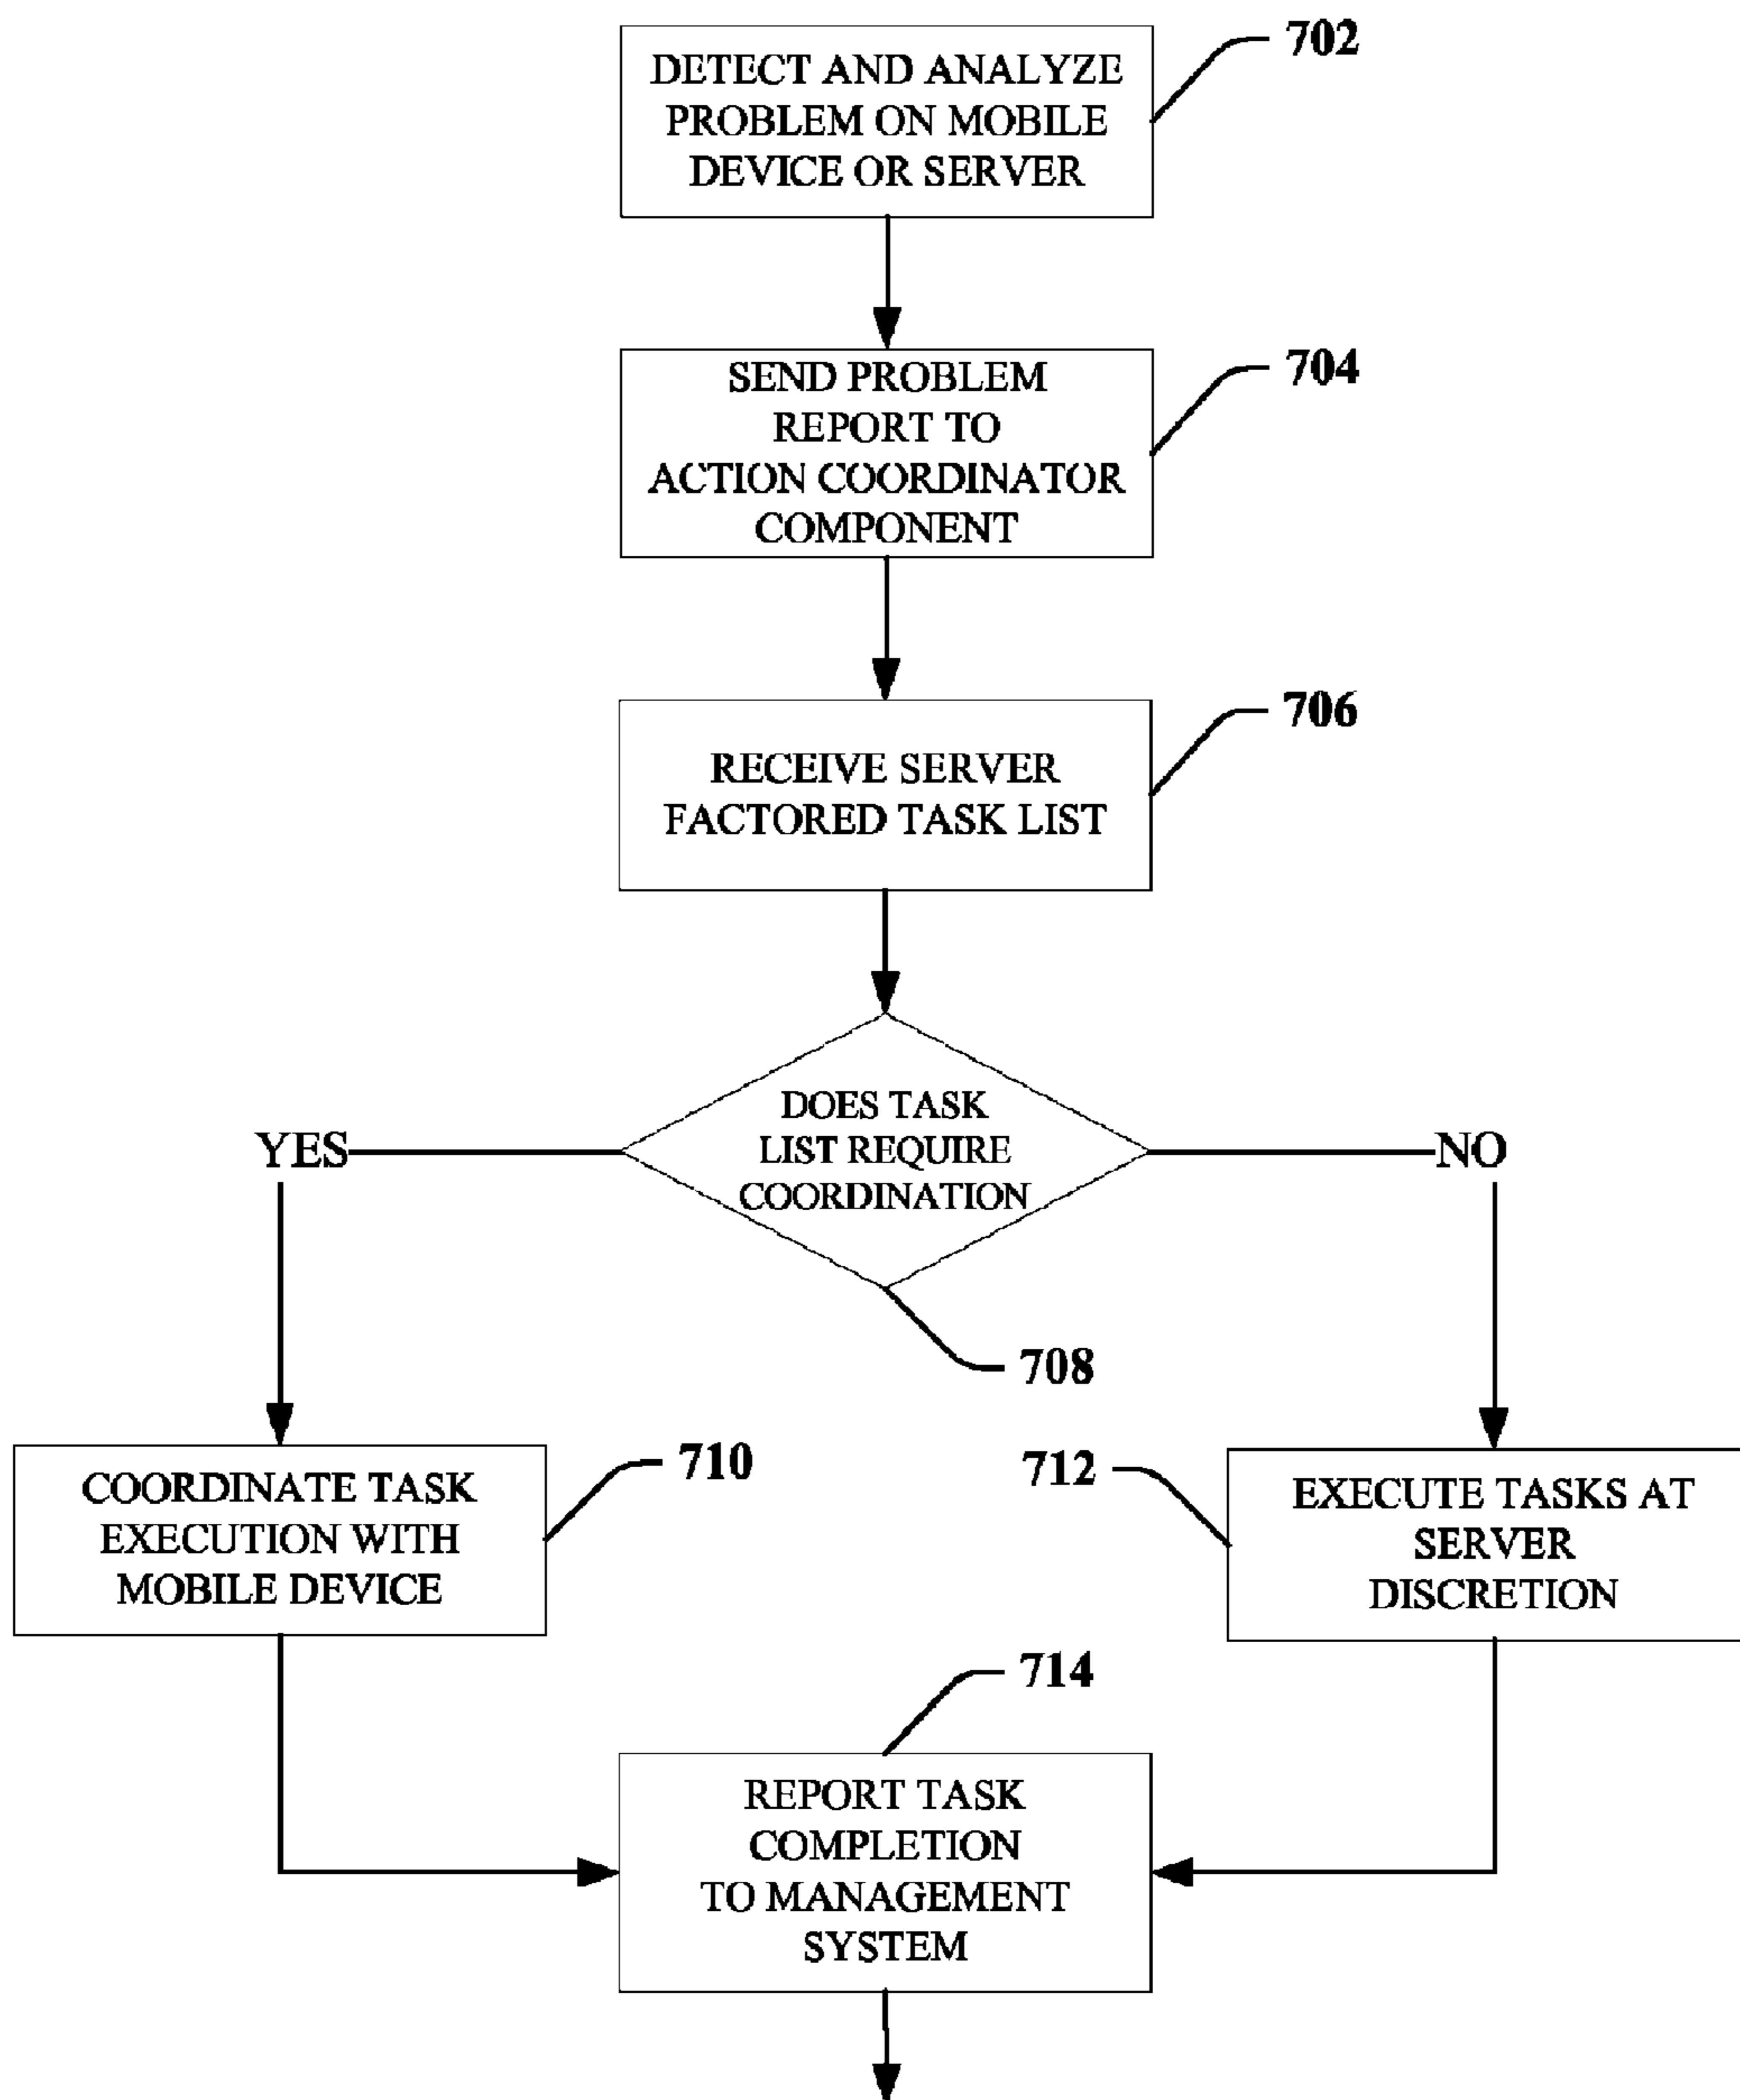 702
DETECT AND ANALYZE
PROBLEM ON MOBILE
DEVICE OR SERVER
704
SEND PROBLEM
REPORT TO
ACTION COORDINATOR
COMPONENT
706
RECEIVE SERVER
FACTORED TASK LIST
DOES TASK
LIST REQUIRE
COORDINATION
YES
NO
708
710
COORDINATE TASK
EXECUTION WITH
MOBILE DEVICE
712
EXECUTE TASKS AT
SERVER
DISCRETION
714
REPORT TASK
COMPLETION
TO MANAGEMENT
SYSTEM